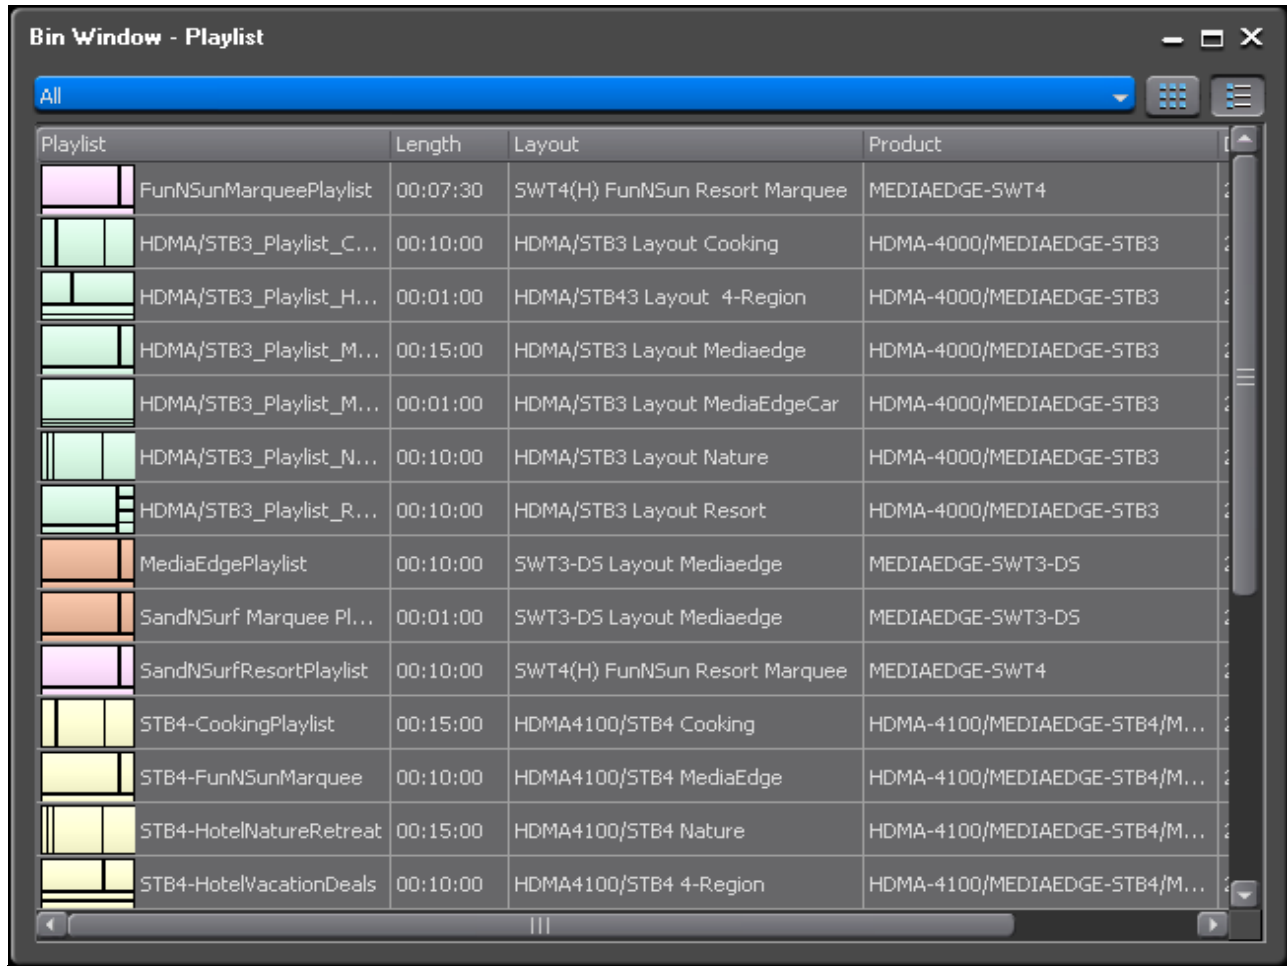 Bin Window - Playlist
All
Playlist Length Layout Product
FunNSunMarqueePlaylist 00:07:30 SWT4(H) FunNSun Resort Marquee MEDIAEDGE-SWT4
HDMA/STB3_Playlist_C... 00:10:00 HDMA/STB3 Layout Cooking HDMA-4000/MEDIAEDGE-STB3
HDMA/STB3_Playlist_H... 00:01:00 HDMA/STB43 Layout 4-Region HDMA-4000/MEDIAEDGE-STB3
HDMA/STB3_Playlist_M... 00:15:00 HDMA/STB3 Layout Mediaedge HDMA-4000/MEDIAEDGE-STB3
HDMA/STB3_Playlist_M... 00:01:00 HDMA/STB3 Layout MediaEdgeCar HDMA-4000/MEDIAEDGE-STB3
HDMA/STB3_Playlist_N... 00:10:00 HDMA/STB3 Layout Nature HDMA-4000/MEDIAEDGE-STB3
HDMA/STB3_Playlist_R... 00:10:00 HDMA/STB3 Layout Resort HDMA-4000/MEDIAEDGE-STB3
MediaEdgePlaylist 00:10:00 SWT3-DS Layout Mediaedge MEDIAEDGE-SWT3-DS
SandNSurf Marquee Pl... 00:01:00 SWT3-DS Layout Mediaedge MEDIAEDGE-SWT3-DS
SandNSurfResortPlaylist 00:10:00 SWT4(H) FunNSun Resort Marquee MEDIAEDGE-SWT4
STB4-CookingPlaylist 00:15:00 HDMA4100/STB4 Cooking HDMA-4100/MEDIAEDGE-STB4/M...
STB4-FunNSunMarquee 00:10:00 HDMA4100/STB4 MediaEdge HDMA-4100/MEDIAEDGE-STB4/M...
STB4-HotelNatureRetreat 00:15:00 HDMA4100/STB4 Nature HDMA-4100/MEDIAEDGE-STB4/M...
STB4-HotelVacationDeals 00:10:00 HDMA4100/STB4 4-Region HDMA-4100/MEDIAEDGE-STB4/M...